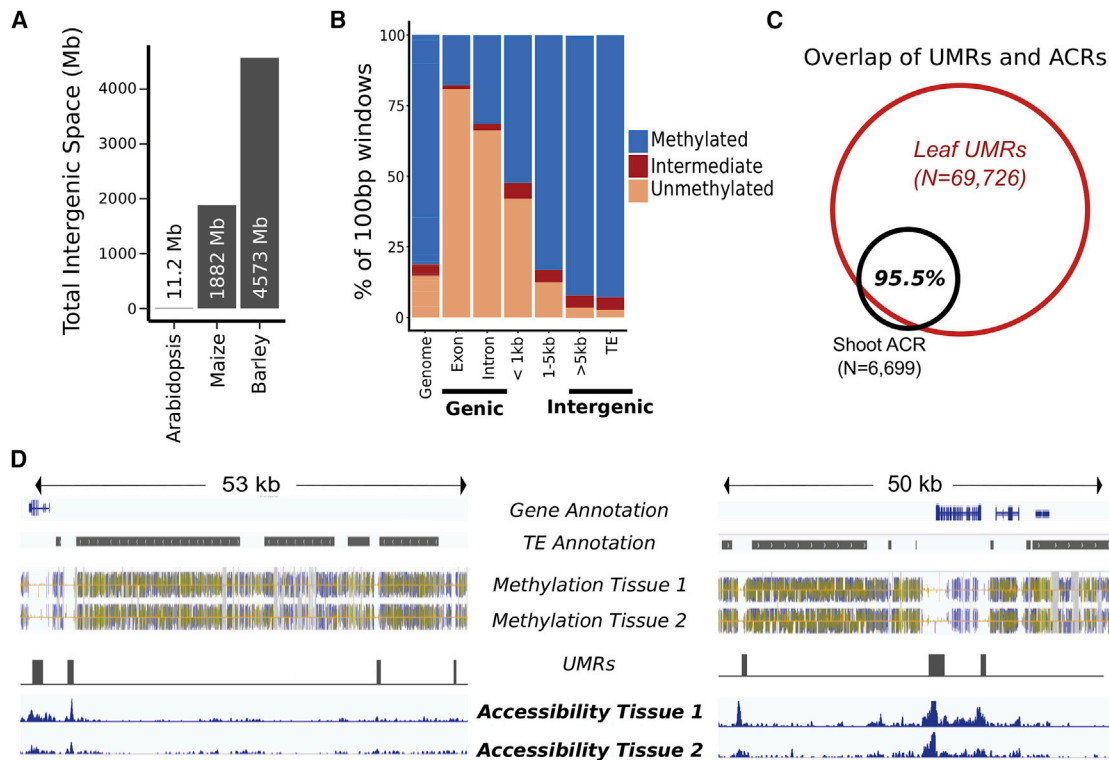 A
Total Intergenic Space (Mb)
4000
3000
2000
1000
0
11.2 Mb
1882 Mb
4573 Mb
Arabidopsis
Maize
Barley
B
% of 100bp windows
100
75
50
25
0
Genome
Exon
Intron
< 1kb
1-5kb
>5kb
TE
Genic
Intergenic
Methylated
Intermediate
Unmethylated
C
Overlap of UMRs and ACRs
Leaf UMRs
(N=69,726)
95.5%
Shoot ACR
(N=6,699)
D
53 kb
50 kb
Gene Annotation
TE Annotation
Methylation Tissue 1
Methylation Tissue 2
UMRs
Accessibility Tissue 1
Accessibility Tissue 2